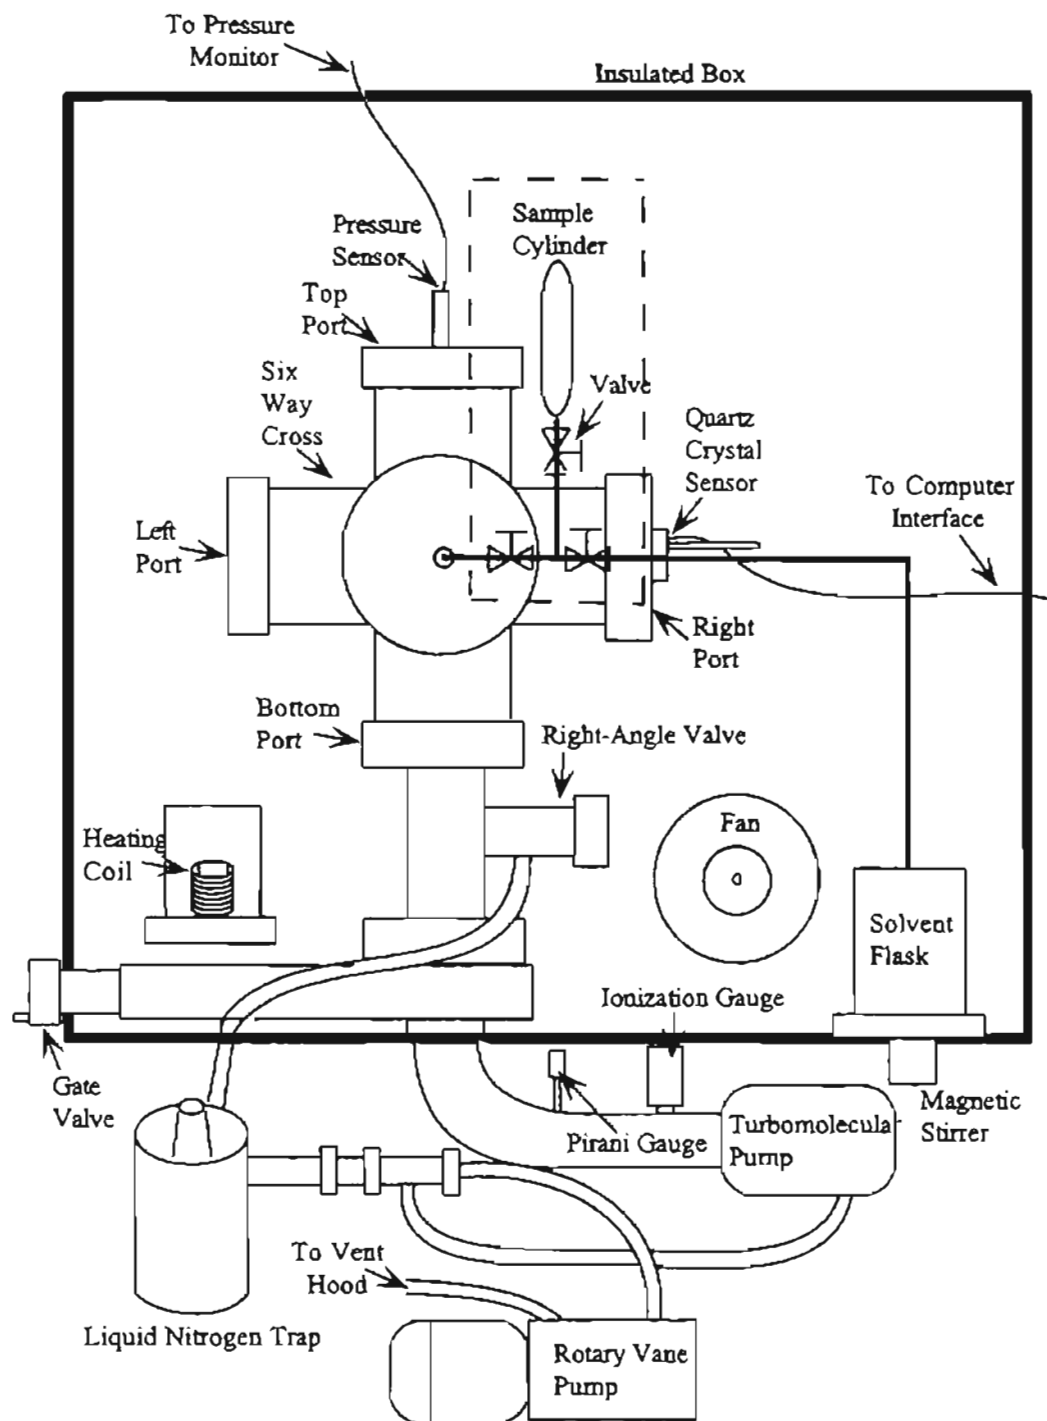 To Pressure
Monitor
Insulated Box
Sample
Cylinder
Pressure
Sensor
Top
Port
Six
Way
Cross
Valve
Quartz
Crystal
Sensor
To Computer
Interface
Left
Port
Right
Port
Bottom
Port
Right-Angle Valve
Heating
Coil
Fan
Solvent
Flask
Ionization Gauge
Gate
Valve
Pirani Gauge
Turbomolecular
Pump
Magnetic
Stirrer
To Vent
Hood
Liquid Nitrogen Trap
Rotary Vane
Pump